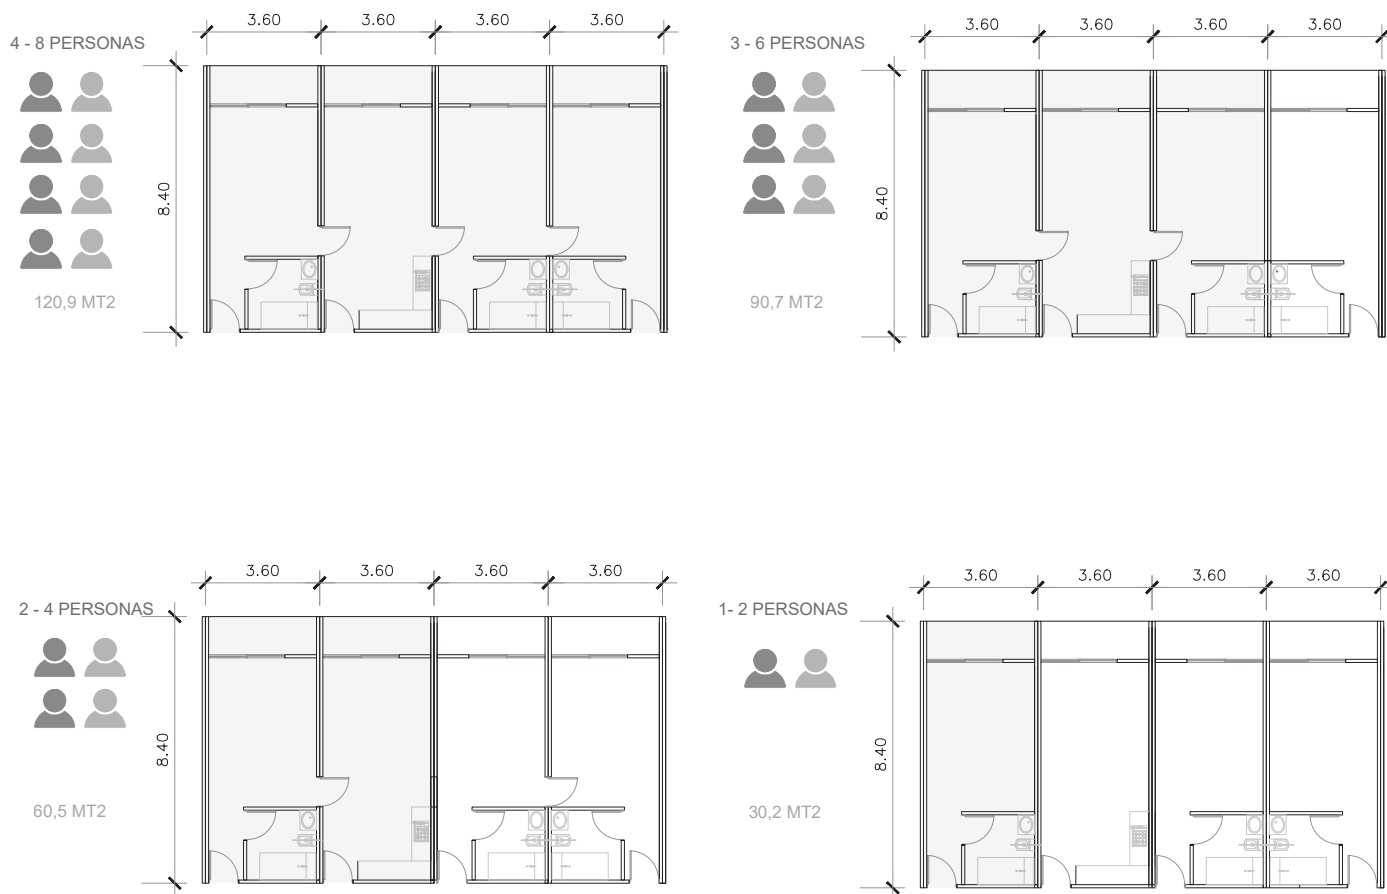 3.60 3.60 3.60 3.60
4 - 8 PERSONAS
8.40
120,9 MT2
3.60 3.60 3.60 3.60
3 - 6 PERSONAS
8.40
90,7 MT2
3.60 3.60 3.60 3.60
2 - 4 PERSONAS
8.40
60,5 MT2
3.60 3.60 3.60 3.60
1- 2 PERSONAS
8.40
30,2 MT2